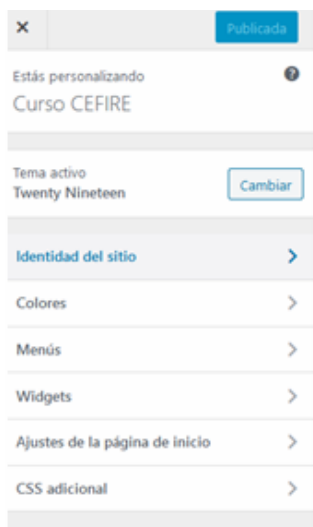 Publicada
Estás personalizando
Curso CEFIRE
Tema activo
Twenty Nineteen
Cambiar
Identidad del sitio
Colores
Menús
Widgets
Ajustes de la página de inicio
CSS adicional